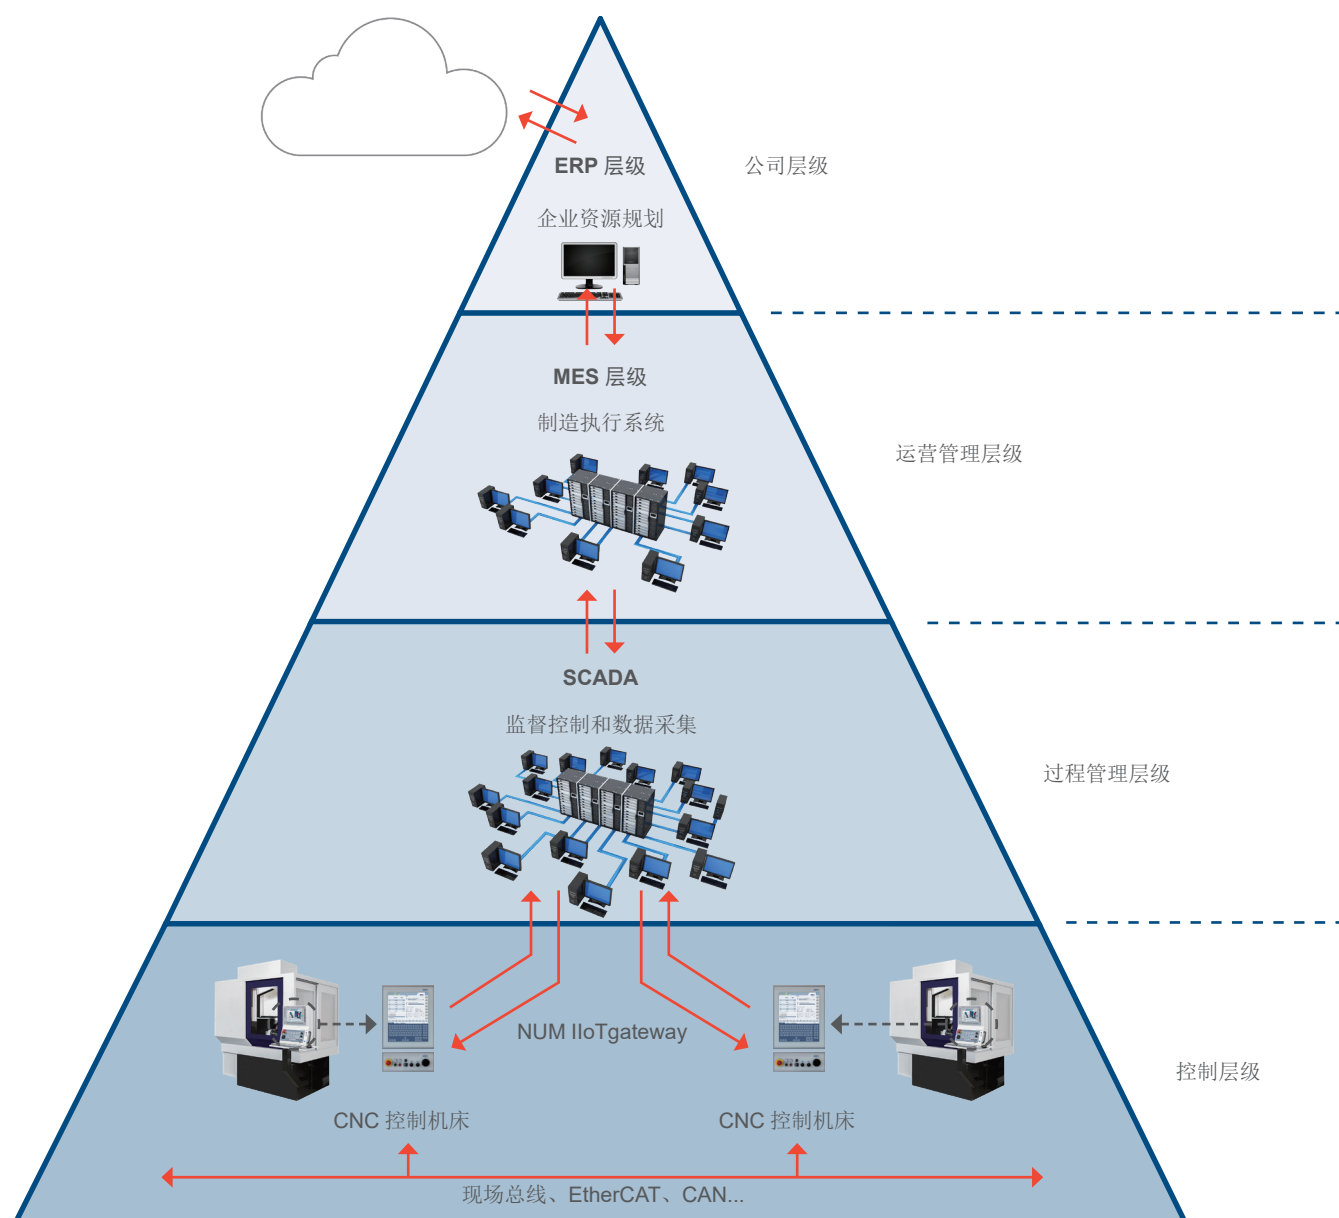 ERP 层级
公司层级
企业资源规划
MES 层级
制造执行系统
运营管理层级
SCADA
监督控制和数据采集
过程管理层级
NUM IIoTgateway
控制层级
CNC 控制机床
CNC 控制机床
现场总线、EtherCAT、CAN...